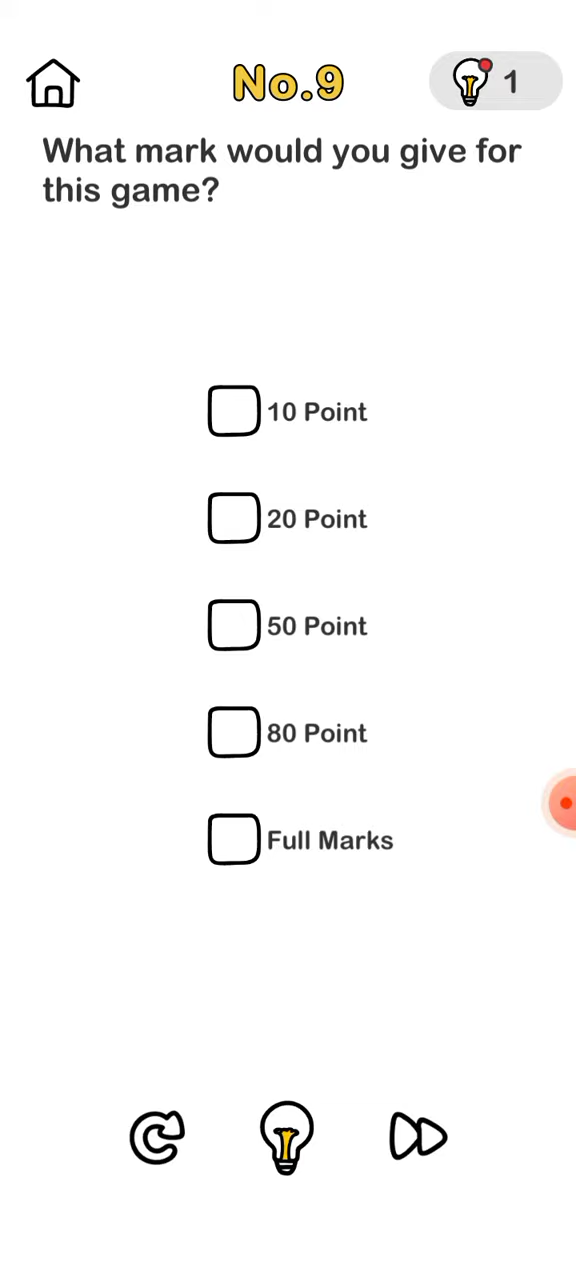 No.9
1
What mark would you give for
this game?
10 Point
20 Point
50 Point
80 Point
Full Marks